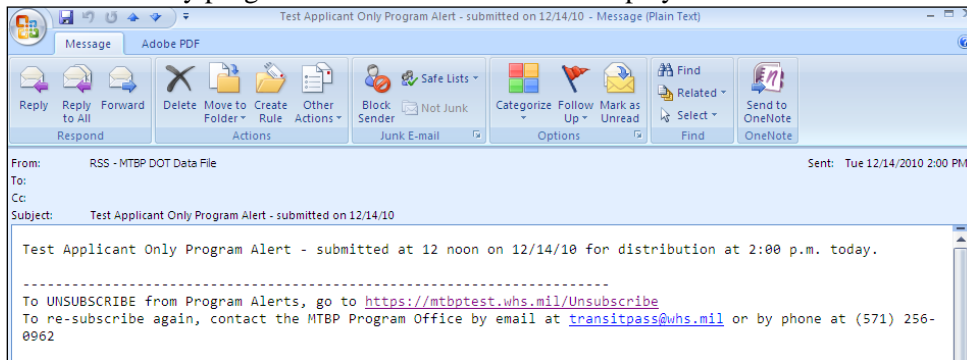 Test Applicant Only Program Alert - submitted on 12/14/10 - Message (Plain Text)
Message Adobe PDF
Reply Reply to All Forward Delete Move to Folder Create Rule Other Actions Block Sender Safe Lists Not Junk Categorize Follow Up Mark as Unread Find Related Select Send to OneNote
Respond Actions Junk E-mail Options Find OneNote
From: RSS - MTBP DOT Data File Sent: Tue 12/14/2010 2:00 PM
To:
Cc:
Subject: Test Applicant Only Program Alert - submitted on 12/14/10
Test Applicant Only Program Alert - submitted at 12 noon on 12/14/10 for distribution at 2:00 p.m. today.
------------------------------------------------------------------------
To UNSUBSCRIBE from Program Alerts, go to https://mtbptest.whs.mil/Unsubscribe
To re-subscribe again, contact the MTBP Program Office by email at transitpass@whs.mil or by phone at (571) 256-
0962